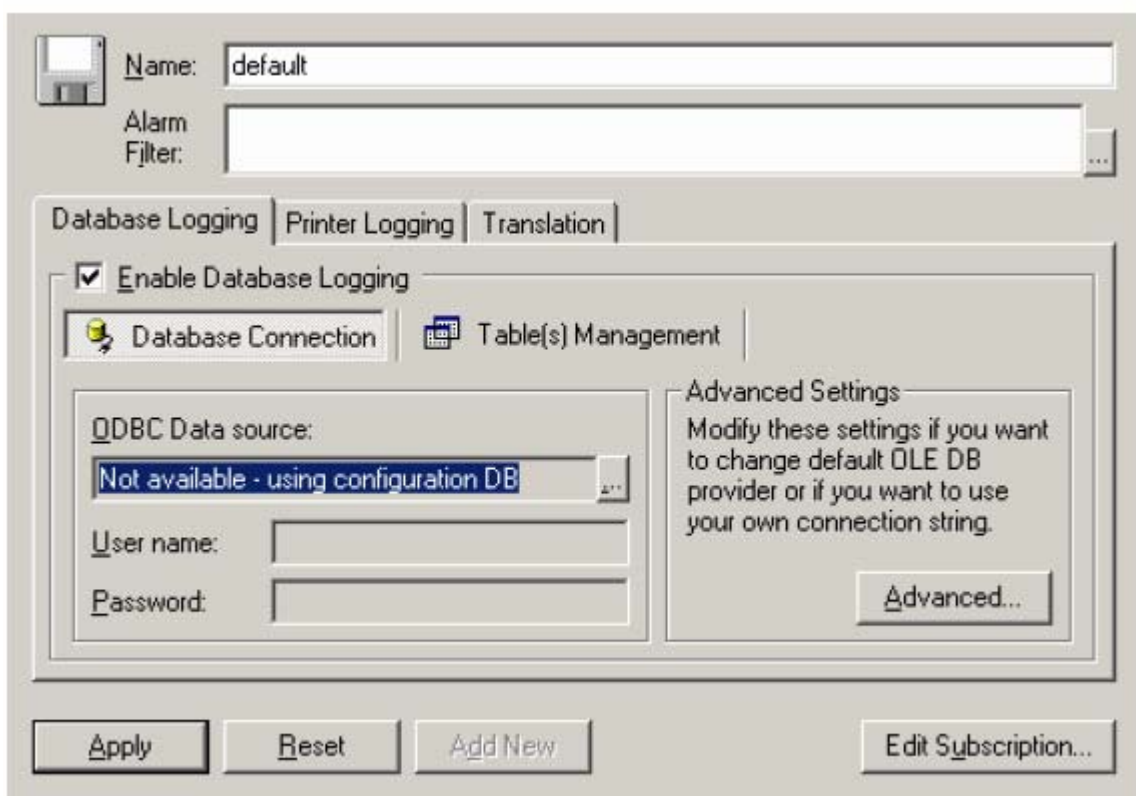 Name: default
Alarm
Filter:
...
Database Logging Printer Logging Translation
Enable Database Logging
Database Connection Table(s) Management
ODBC Data source:
Not available - using configuration DB ...
User name:
Password:
Advanced Settings
Modify these settings if you want
to change default OLE DB
provider or if you want to use
your own connection string.
Advanced...
Apply Reset Add New Edit Subscription...